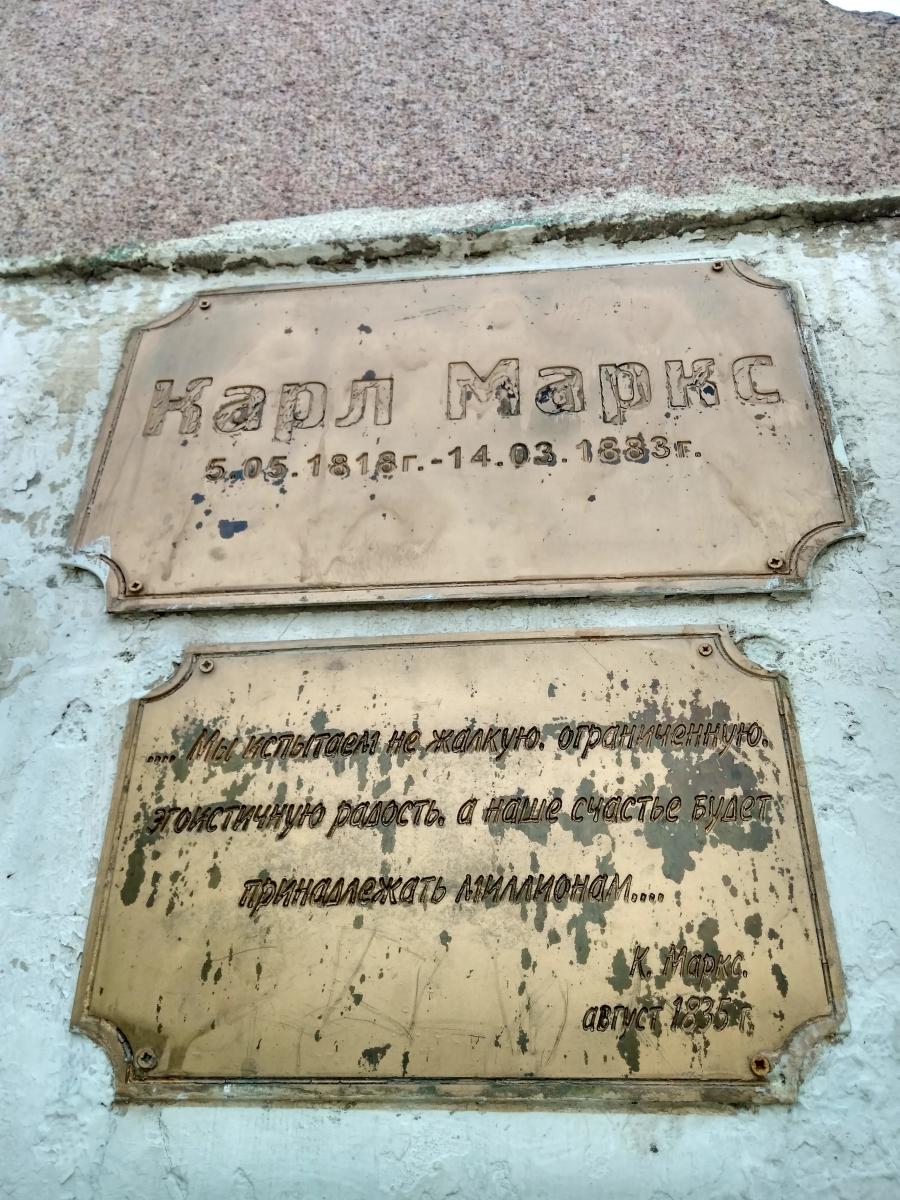 Карл Маркс
5.05.1818г.-14.03.1883г.
.... Мы испытаем не жалкую. ограниченную.
эгоистичную радость. а наше счастье будет
принадлежать миллионам....
К. Маркс.
август 1835 г.